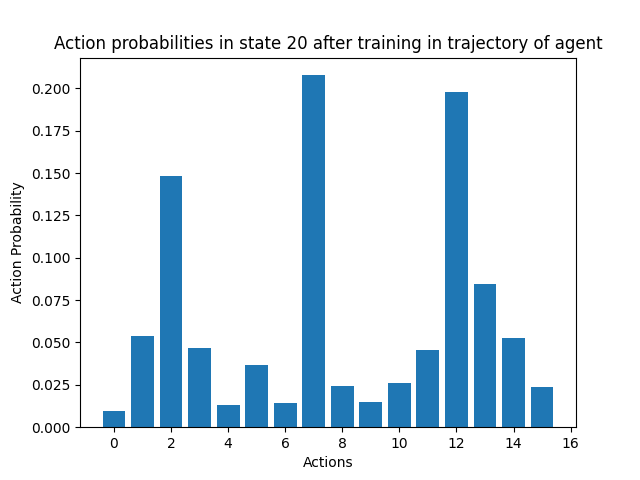 Action probabilities in state 20 after training in trajectory of agent
0.200
0.175
0.150
0.125
0.100
0.075
0.050
0.025
0.000
Action Probability
0 2 4 6 8 10 12 14 16
Actions